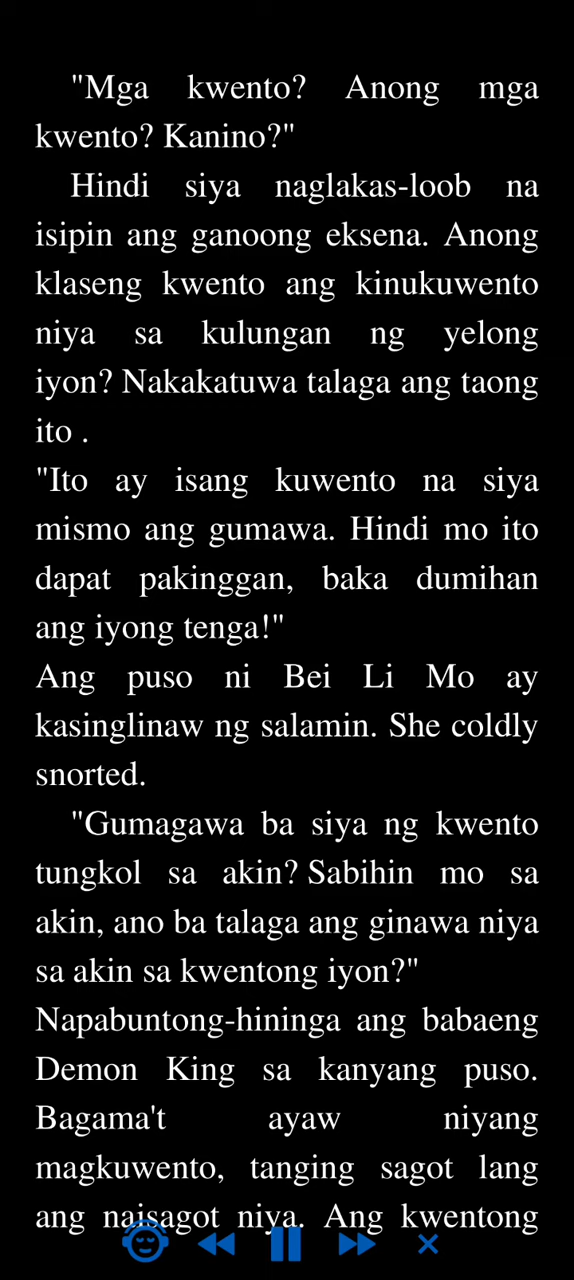 "Mga kwento? Anong mga
kwento? Kanino?"
Hindi siya naglakas-loob na
isipin ang ganoong eksena. Anong
klaseng kwento ang kinukuwento
niya sa kulungan ng yelong
iyon? Nakakatuwa talaga ang taong
ito .
"Ito ay isang kuwento na siya
mismo ang gumawa. Hindi mo ito
dapat pakinggan, baka dumihan
ang iyong tenga!"
Ang puso ni Bei Li Mo ay
kasinglinaw ng salamin. She coldly
snorted.
"Gumagawa ba siya ng kwento
tungkol sa akin? Sabihin mo sa
akin, ano ba talaga ang ginawa niya
sa akin sa kwentong iyon?"
Napabuntong-hininga ang babaeng
Demon King sa kanyang puso.
Bagama't ayaw niyang
magkuwento, tanging sagot lang
ang naisagot niya. Ang kwentong